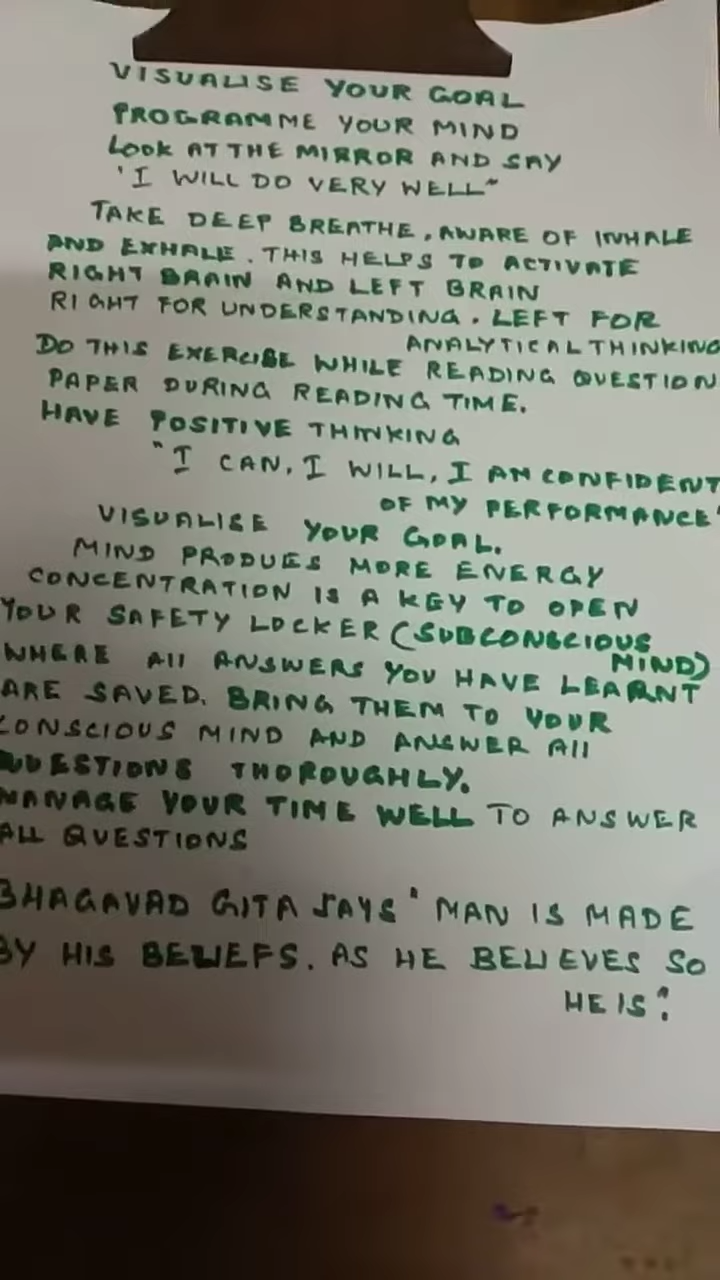 VISUALISE YOUR GOAL
PROGRAMME YOUR MIND
LOOK AT THE MIRROR AND SAY
'I WILL DO VERY WELL"
TAKE DEEP BREATHE, AWARE OF INHALE
AND EXHALE. THIS HELPS TO ACTIVATE
RIGHT BRAIN AND LEFT BRAIN
RIGHT FOR UNDERSTANDING. LEFT FOR
ANALYTICAL THINKING
DO THIS EXERCISE WHILE READING QUESTION
PAPER DURING READING TIME.
HAVE POSITIVE THINKING
"I CAN, I WILL, I AM CONFIDENT
OF MY PERFORMANCE"
VISUALISE YOUR GOAL.
MIND PRODUES MORE ENERGY
CONCENTRATION IS A KEY TO OPEN
YOUR SAFETY LOCKER (SUBCONSCIOUS
MIND)
WHERE All ANSWERS YOU HAVE LEARNT
ARE SAVED. BRING THEM TO YOUR
CONSCIOUS MIND AND ANSWER All
QUESTIONS THOROUGHLY.
MANAGE YOUR TIME WELL TO ANSWER
ALL QUESTIONS
BHAGAVAD GITA SAYS "MAN IS MADE
BY HIS BELIEFS. AS HE BELIEVES SO
HE IS."